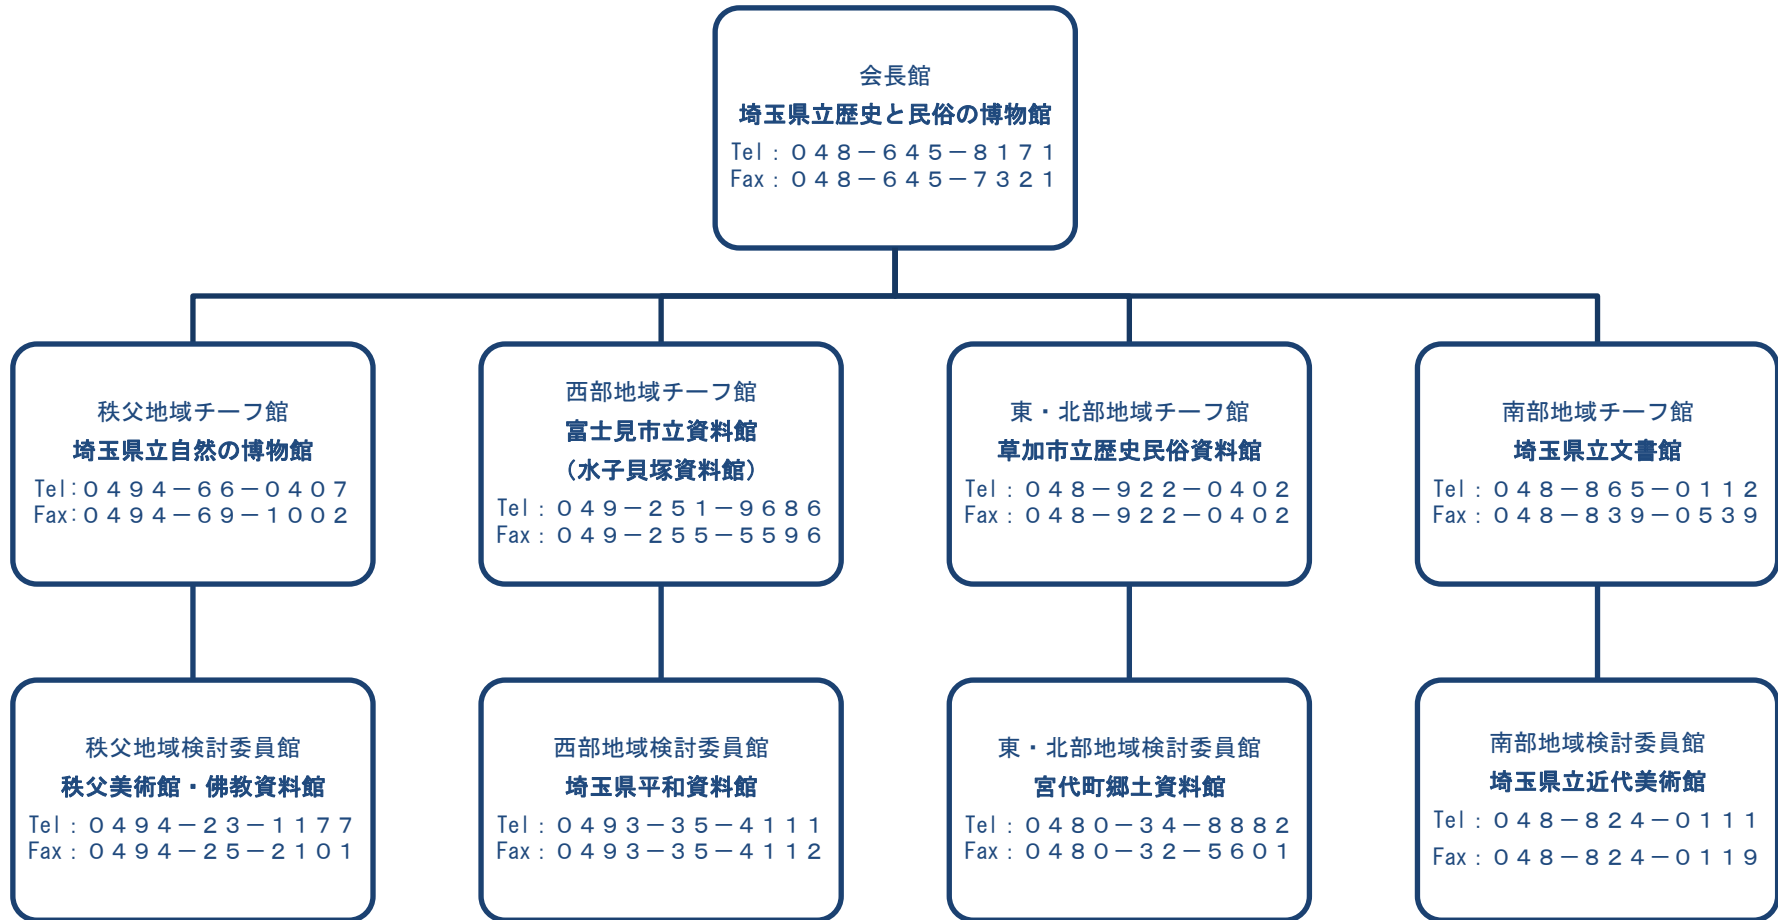 会長館
埼玉県立歴史と民俗の博物館
Tel：０４８－６４５－８１７１
Fax：０４８－６４５－７３２１
秩父地域チーフ館
埼玉県立自然の博物館
Tel:０４９４－６６－０４０７
Fax:０４９４－６９－１００２
西部地域チーフ館
富士見市立資料館
（水子貝塚資料館）
Tel：０４９－２５１－９６８６
Fax：０４９－２５５－５５９６
東・北部地域チーフ館
草加市立歴史民俗資料館
Tel：０４８－９２２－０４０２
Fax：０４８－９２２－０４０２
南部地域チーフ館
埼玉県立文書館
Tel：０４８－８６５－０１１２
Fax：０４８－８３９－０５３９
秩父地域検討委員館
秩父美術館・佛教資料館
Tel：０４９４－２３－１１７７
Fax：０４９４－２５－２１０１
西部地域検討委員館
埼玉県平和資料館
Tel：０４９３－３５－４１１１
Fax：０４９３－３５－４１１２
東・北部地域検討委員館
宮代町郷土資料館
Tel：０４８０－３４－８８８２
Fax：０４８０－３２－５６０１
南部地域検討委員館
埼玉県立近代美術館
Tel：０４８－８２４－０１１１
Fax：０４８－８２４－０１１９